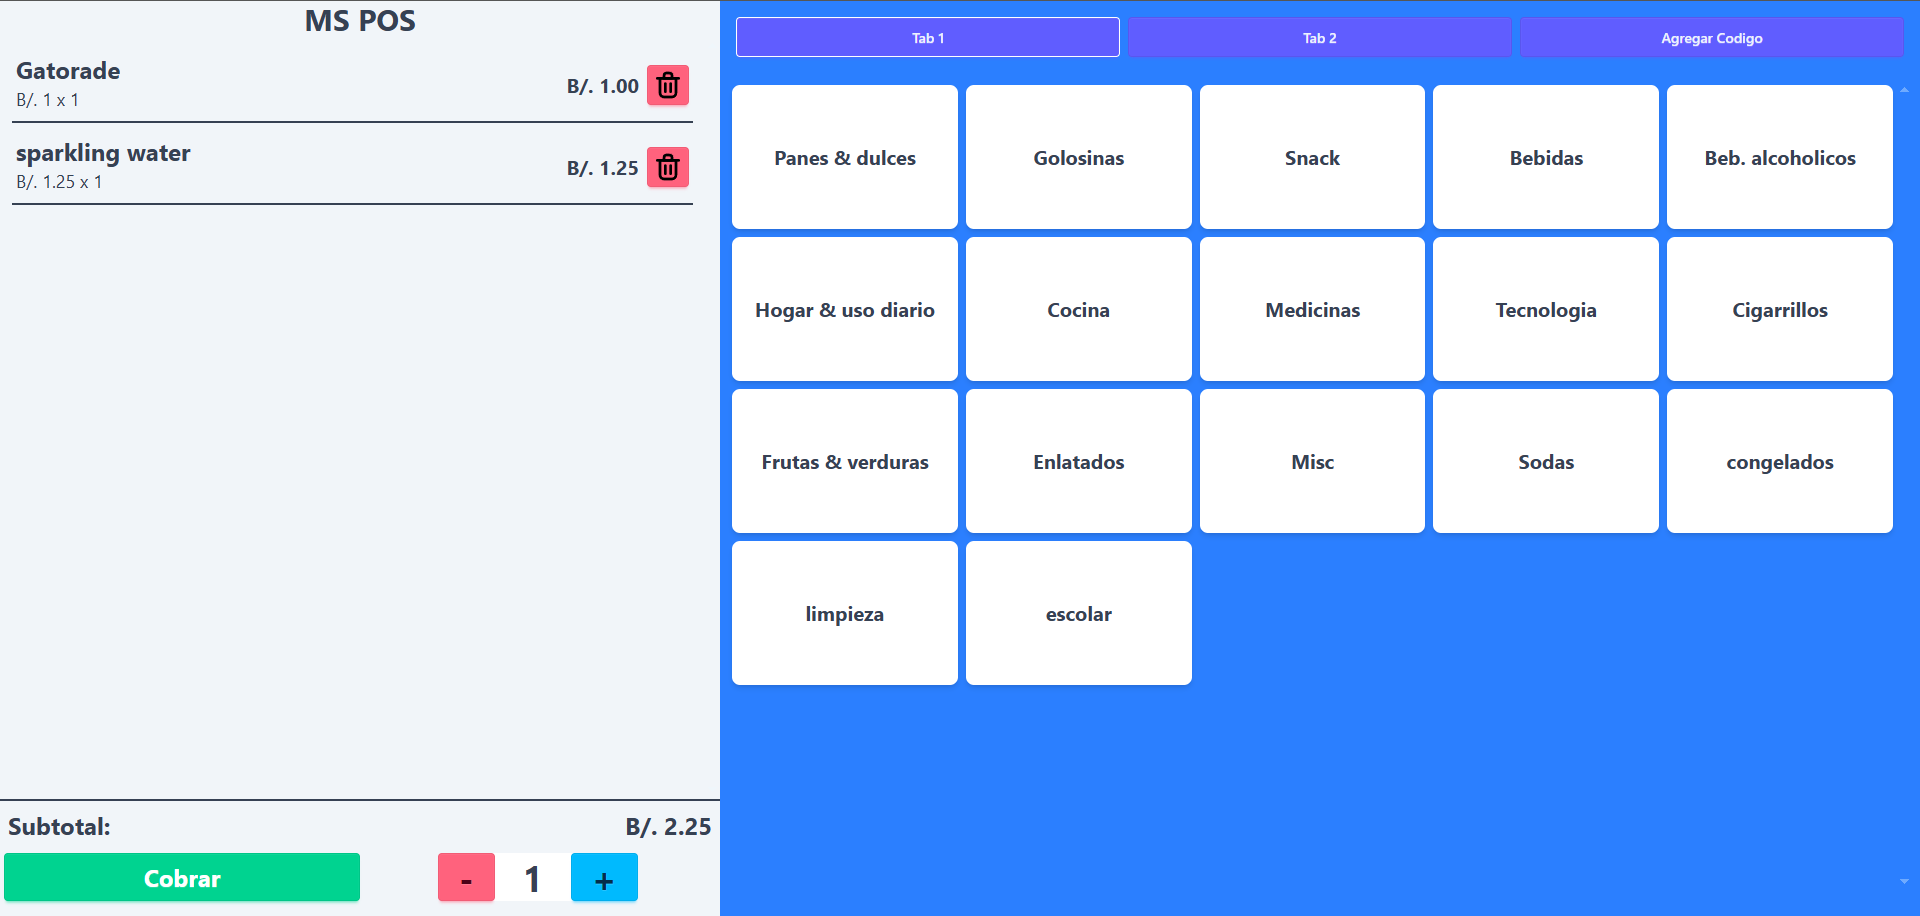 MS POS
Gatorade
B/. 1 x 1
B/. 1.00
sparkling water
B/. 1.25 x 1
B/. 1.25
Subtotal:
B/. 2.25
Cobrar
-
1
+
Tab 1
Tab 2
Agregar Codigo
Panes & dulces
Golosinas
Snack
Bebidas
Beb. alcoholicos
Hogar & uso diario
Cocina
Medicinas
Tecnologia
Cigarrillos
Frutas & verduras
Enlatados
Misc
Sodas
congelados
limpieza
escolar